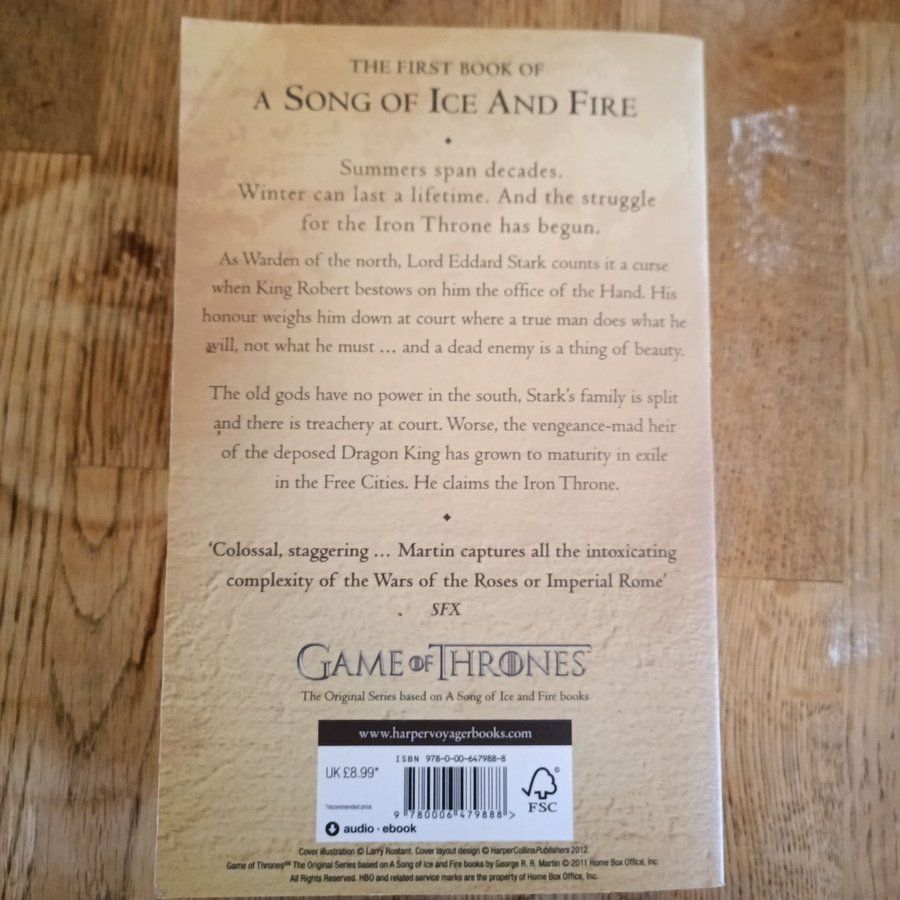 THE FIRST BOOK OF
A SONG OF ICE AND FIRE
Summers span decades.
Winter can last a lifetime. And the struggle
for the Iron Throne has begun.
As Warden of the north, Lord Eddard Stark counts it a curse
when King Robert bestows on him the office of the Hand. His
honour weighs him down at court where a true man does what he
will, not what he must ... and a dead enemy is a thing of beauty.
The old gods have no power in the south, Stark's family is split
and there is treachery at court. Worse, the vengeance-mad heir
of the deposed Dragon King has grown to maturity in exile
in the Free Cities. He claims the Iron Throne.
'Colossal, staggering ... Martin captures all the intoxicating
complexity of the Wars of the Roses or Imperial Rome'
SFX
GAME OF THRONES
The Original Series based on A Song of Ice and Fire books
www.harpervoyagerbooks.com
ISBN 978-0-00-647988-8
UK £8.99*
*recommended price
9 780006 479888 >
FSC
audio · ebook
Cover illustration © Larry Rostant. Cover layout design © HarperCollinsPublishers 2012.
Game of Thrones℠ The Original Series based on A Song of Ice and Fire books by George R. R. Martin © 2011 Home Box Office, Inc.
All Rights Reserved. HBO and related service marks are the property of Home Box Office, Inc.